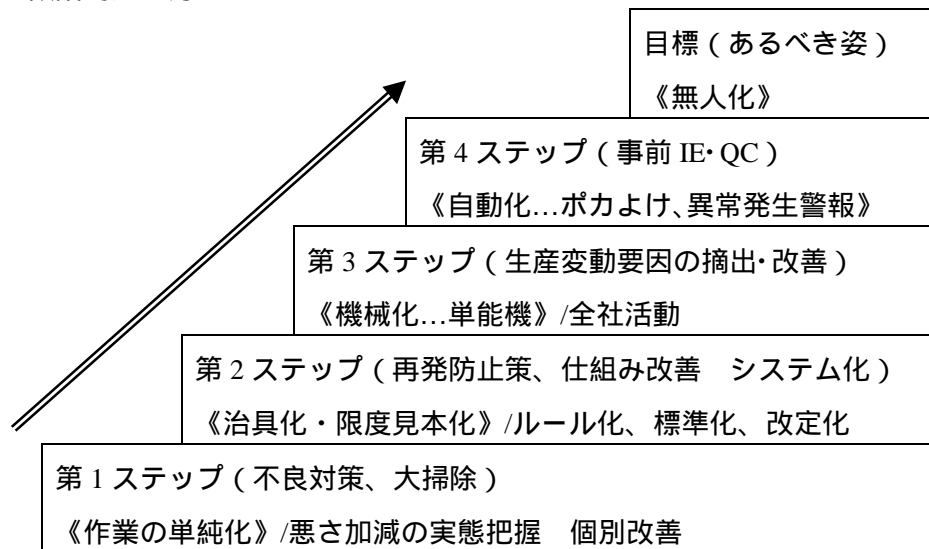 目標（あるべき姿）
《無人化》
第 4 ステップ（事前 IE･QC）
《自動化…ポカよけ、異常発生警報》
第 3 ステップ（生産変動要因の摘出･改善）
《機械化…単能機》/全社活動
第 2 ステップ（再発防止策、仕組み改善　システム化）
《治具化・限度見本化》/ルール化、標準化、改定化
第 1 ステップ（不良対策、大掃除）
《作業の単純化》/悪さ加減の実態把握　個別改善